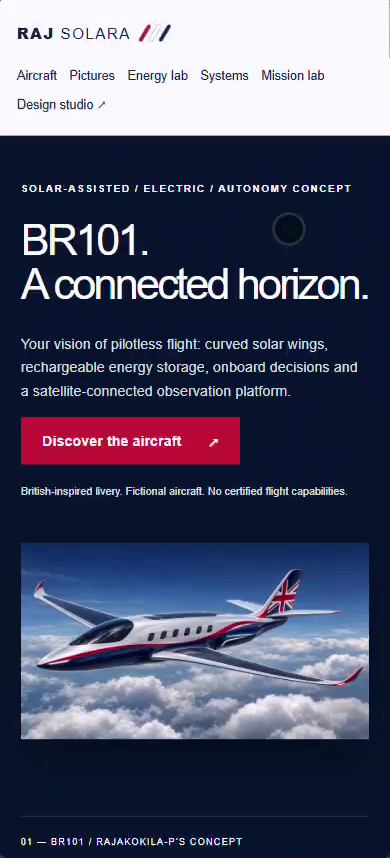 RAJ SOLARA
Aircraft Pictures Energy lab Systems Mission lab
Design studio ↗
SOLAR-ASSISTED / ELECTRIC / AUTONOMY CONCEPT
BR101.
A connected horizon.
Your vision of pilotless flight: curved solar wings,
rechargeable energy storage, onboard decisions and
a satellite-connected observation platform.
Discover the aircraft ↗
British-inspired livery. Fictional aircraft. No certified flight capabilities.
01 — BR101 / RAJAKOKILA-P'S CONCEPT